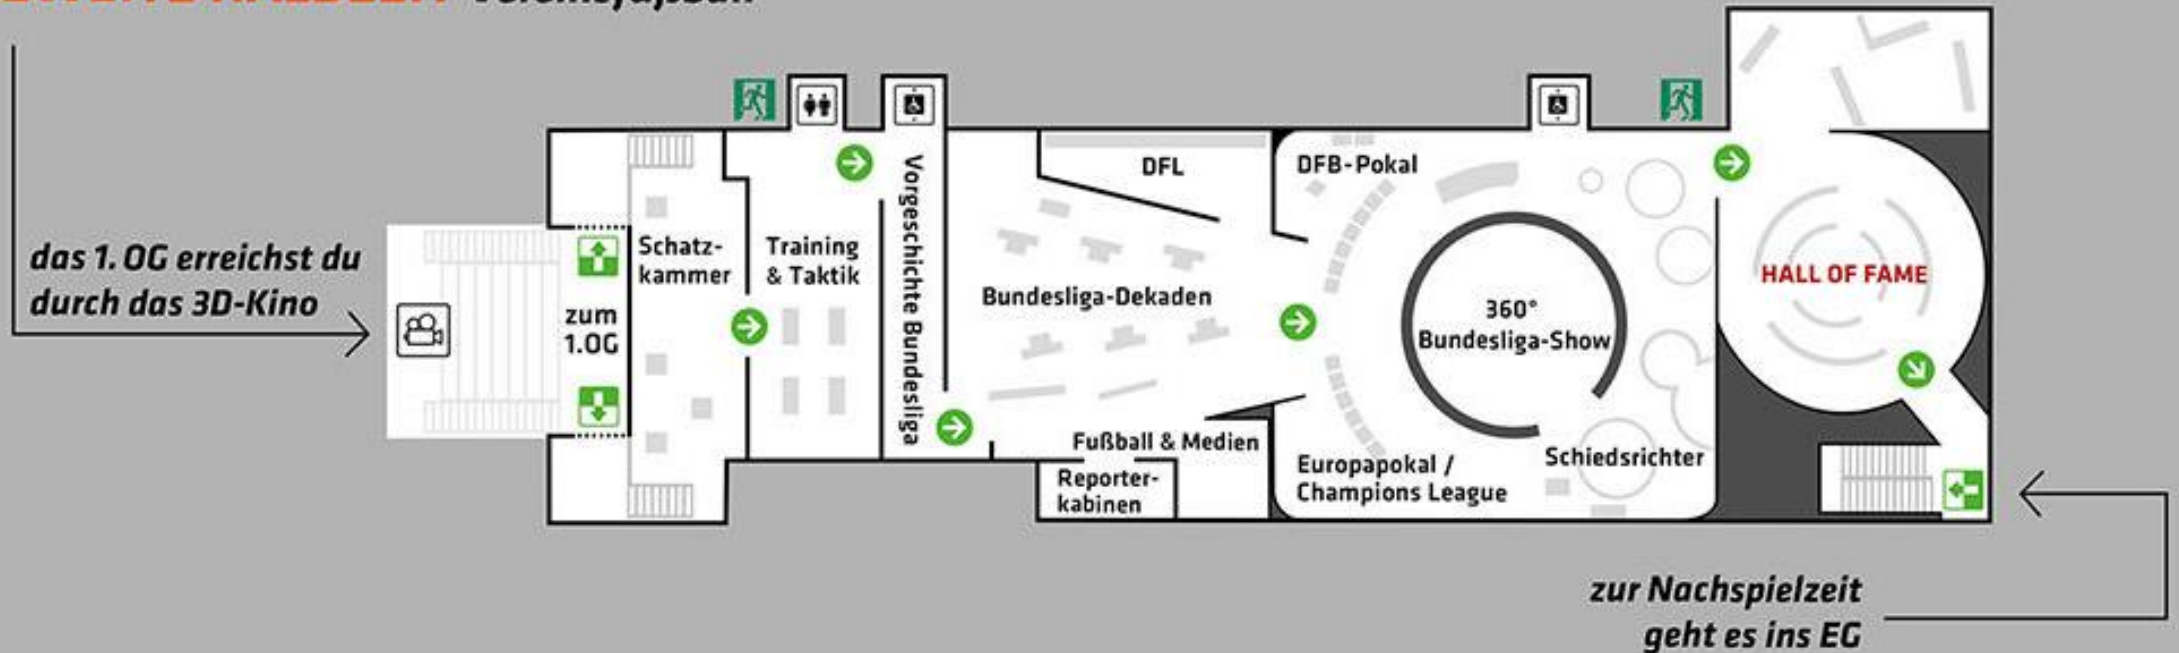 Vereinsfußball
das 1. OG erreichst du
durch das 3D-Kino
zum
1.OG
Schatz-
kammer
Training
& Taktik
Vorgeschichte Bundesliga
DFL
Bundesliga-Dekaden
Fußball & Medien
Reporter-
kabinen
DFB-Pokal
360°
Bundesliga-Show
Europapokal /
Champions League
Schiedsrichter
HALL OF FAME
zur Nachspielzeit
geht es ins EG